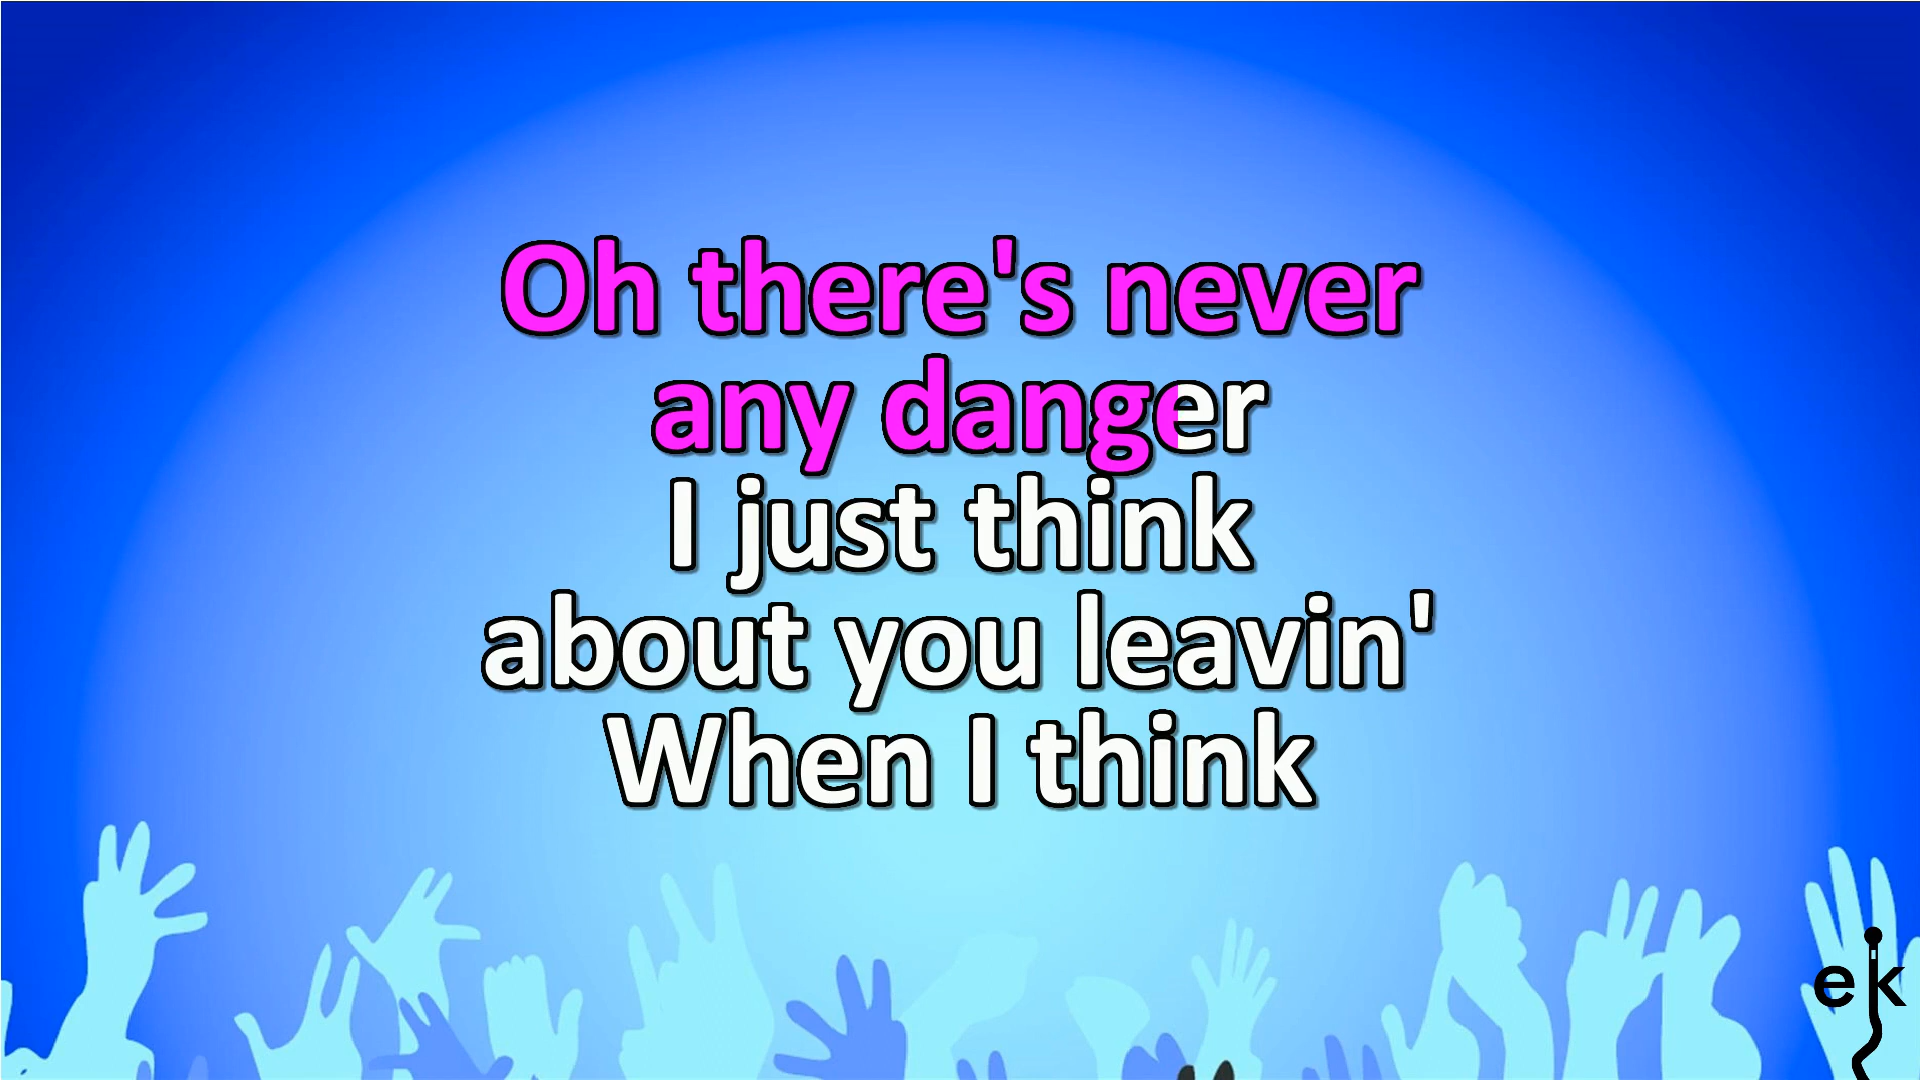 Oh there's never
any danger
I just think
about you leavin'
When I think
ek